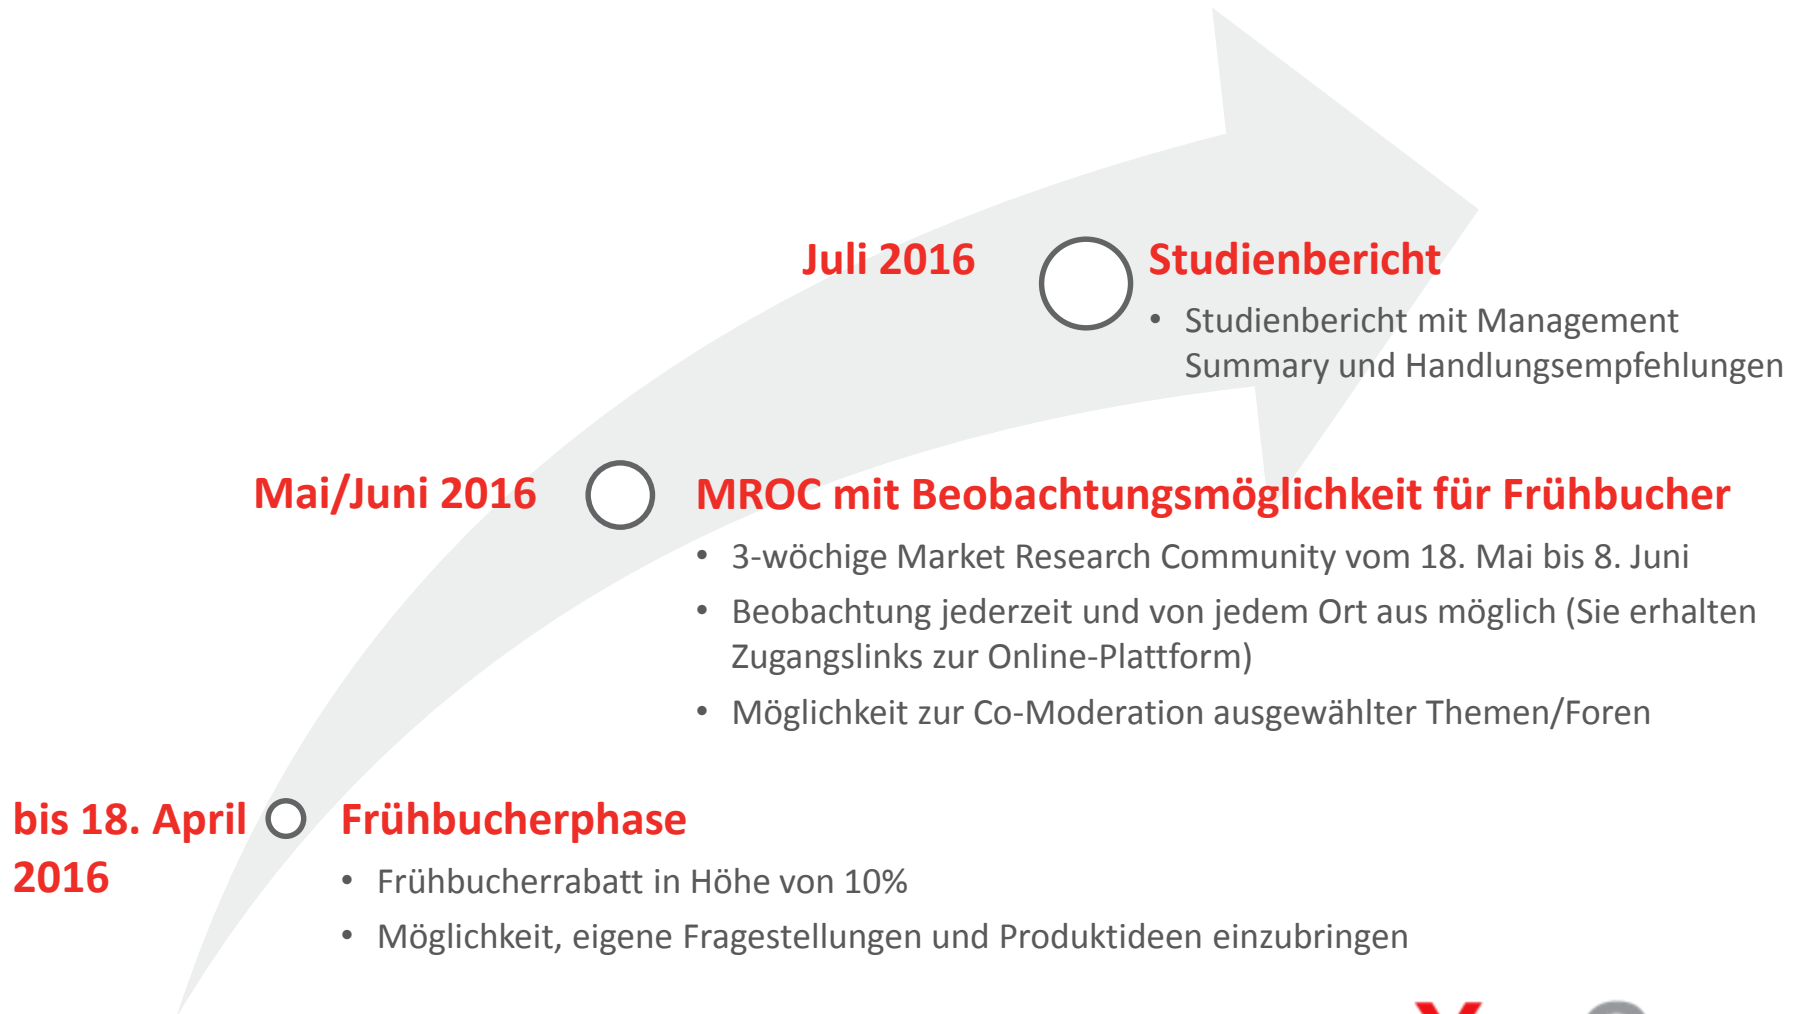 Juli 2016
Studienbericht
• Studienbericht mit Management
Summary und Handlungsempfehlungen
Mai/Juni 2016
MROC mit Beobachtungsmöglichkeit für Frühbucher
• 3-wöchige Market Research Community vom 18. Mai bis 8. Juni
• Beobachtung jederzeit und von jedem Ort aus möglich (Sie erhalten
Zugangslinks zur Online-Plattform)
• Möglichkeit zur Co-Moderation ausgewählter Themen/Foren
bis 18. April
2016
Frühbucherphase
• Frühbucherrabatt in Höhe von 10%
• Möglichkeit, eigene Fragestellungen und Produktideen einzubringen